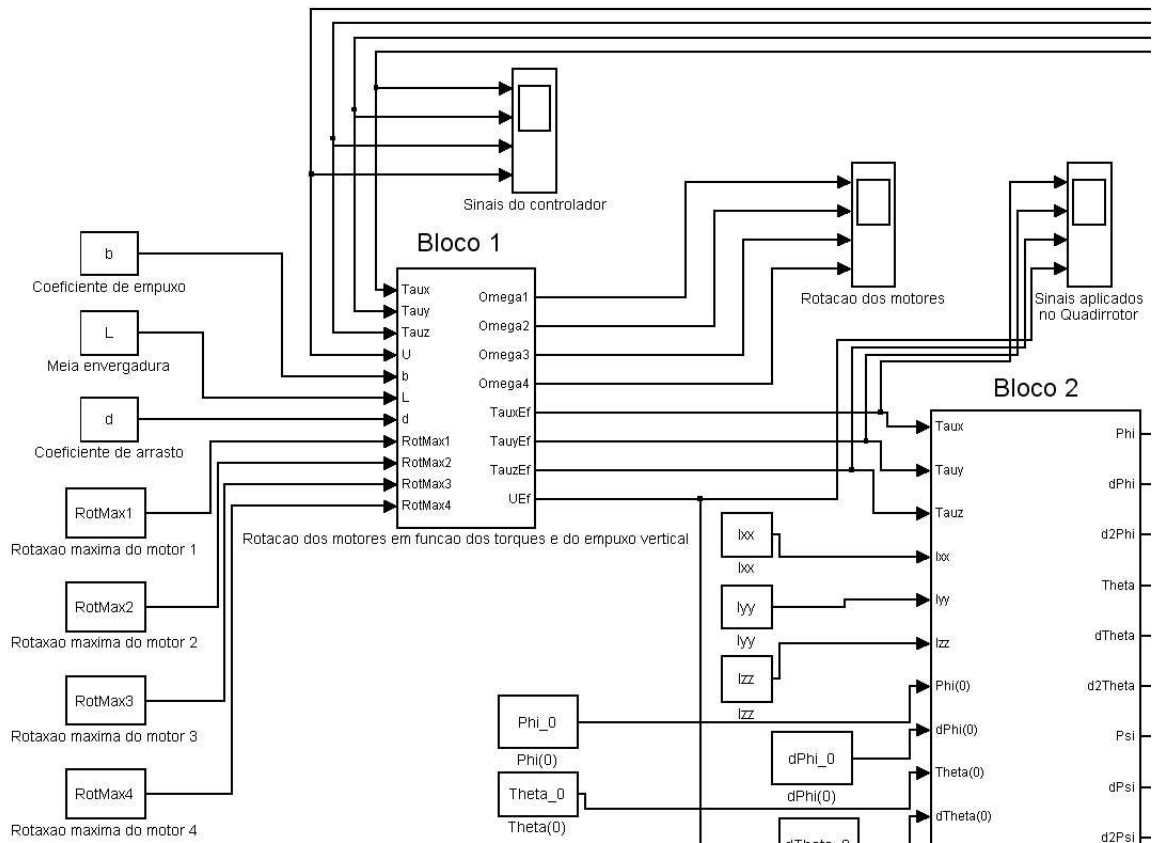 Sinais do controlador
Bloco 1
b
Coeficiente de empuxo
L
Meia envergadura
d
Coeficiente de arrasto
RotMax1
Rotaxao maxima do motor 1
RotMax2
Rotaxao maxima do motor 2
RotMax3
Rotaxao maxima do motor 3
RotMax4
Rotaxao maxima do motor 4
Taux
Tauy
Tauz
U
b
L
d
RotMax1
RotMax2
RotMax3
RotMax4
Omega1
Omega2
Omega3
Omega4
TauxEf
TauyEf
TauzEf
UEf
Rotacao dos motores em funcao dos torques e do empuxo vertical
Rotacao dos motores
Sinais aplicados
no Quadirrotor
Bloco 2
Ixx
Ixx
Iyy
Iyy
Izz
Izz
Phi_0
Phi(0)
dPhi_0
dPhi(0)
Theta_0
Theta(0)
dTheta_0
Taux
Tauy
Tauz
Ixx
Iyy
Izz
Phi(0)
dPhi(0)
Theta(0)
dTheta(0)
Phi
dPhi
d2Phi
Theta
dTheta
d2Theta
Psi
dPsi
d2Psi